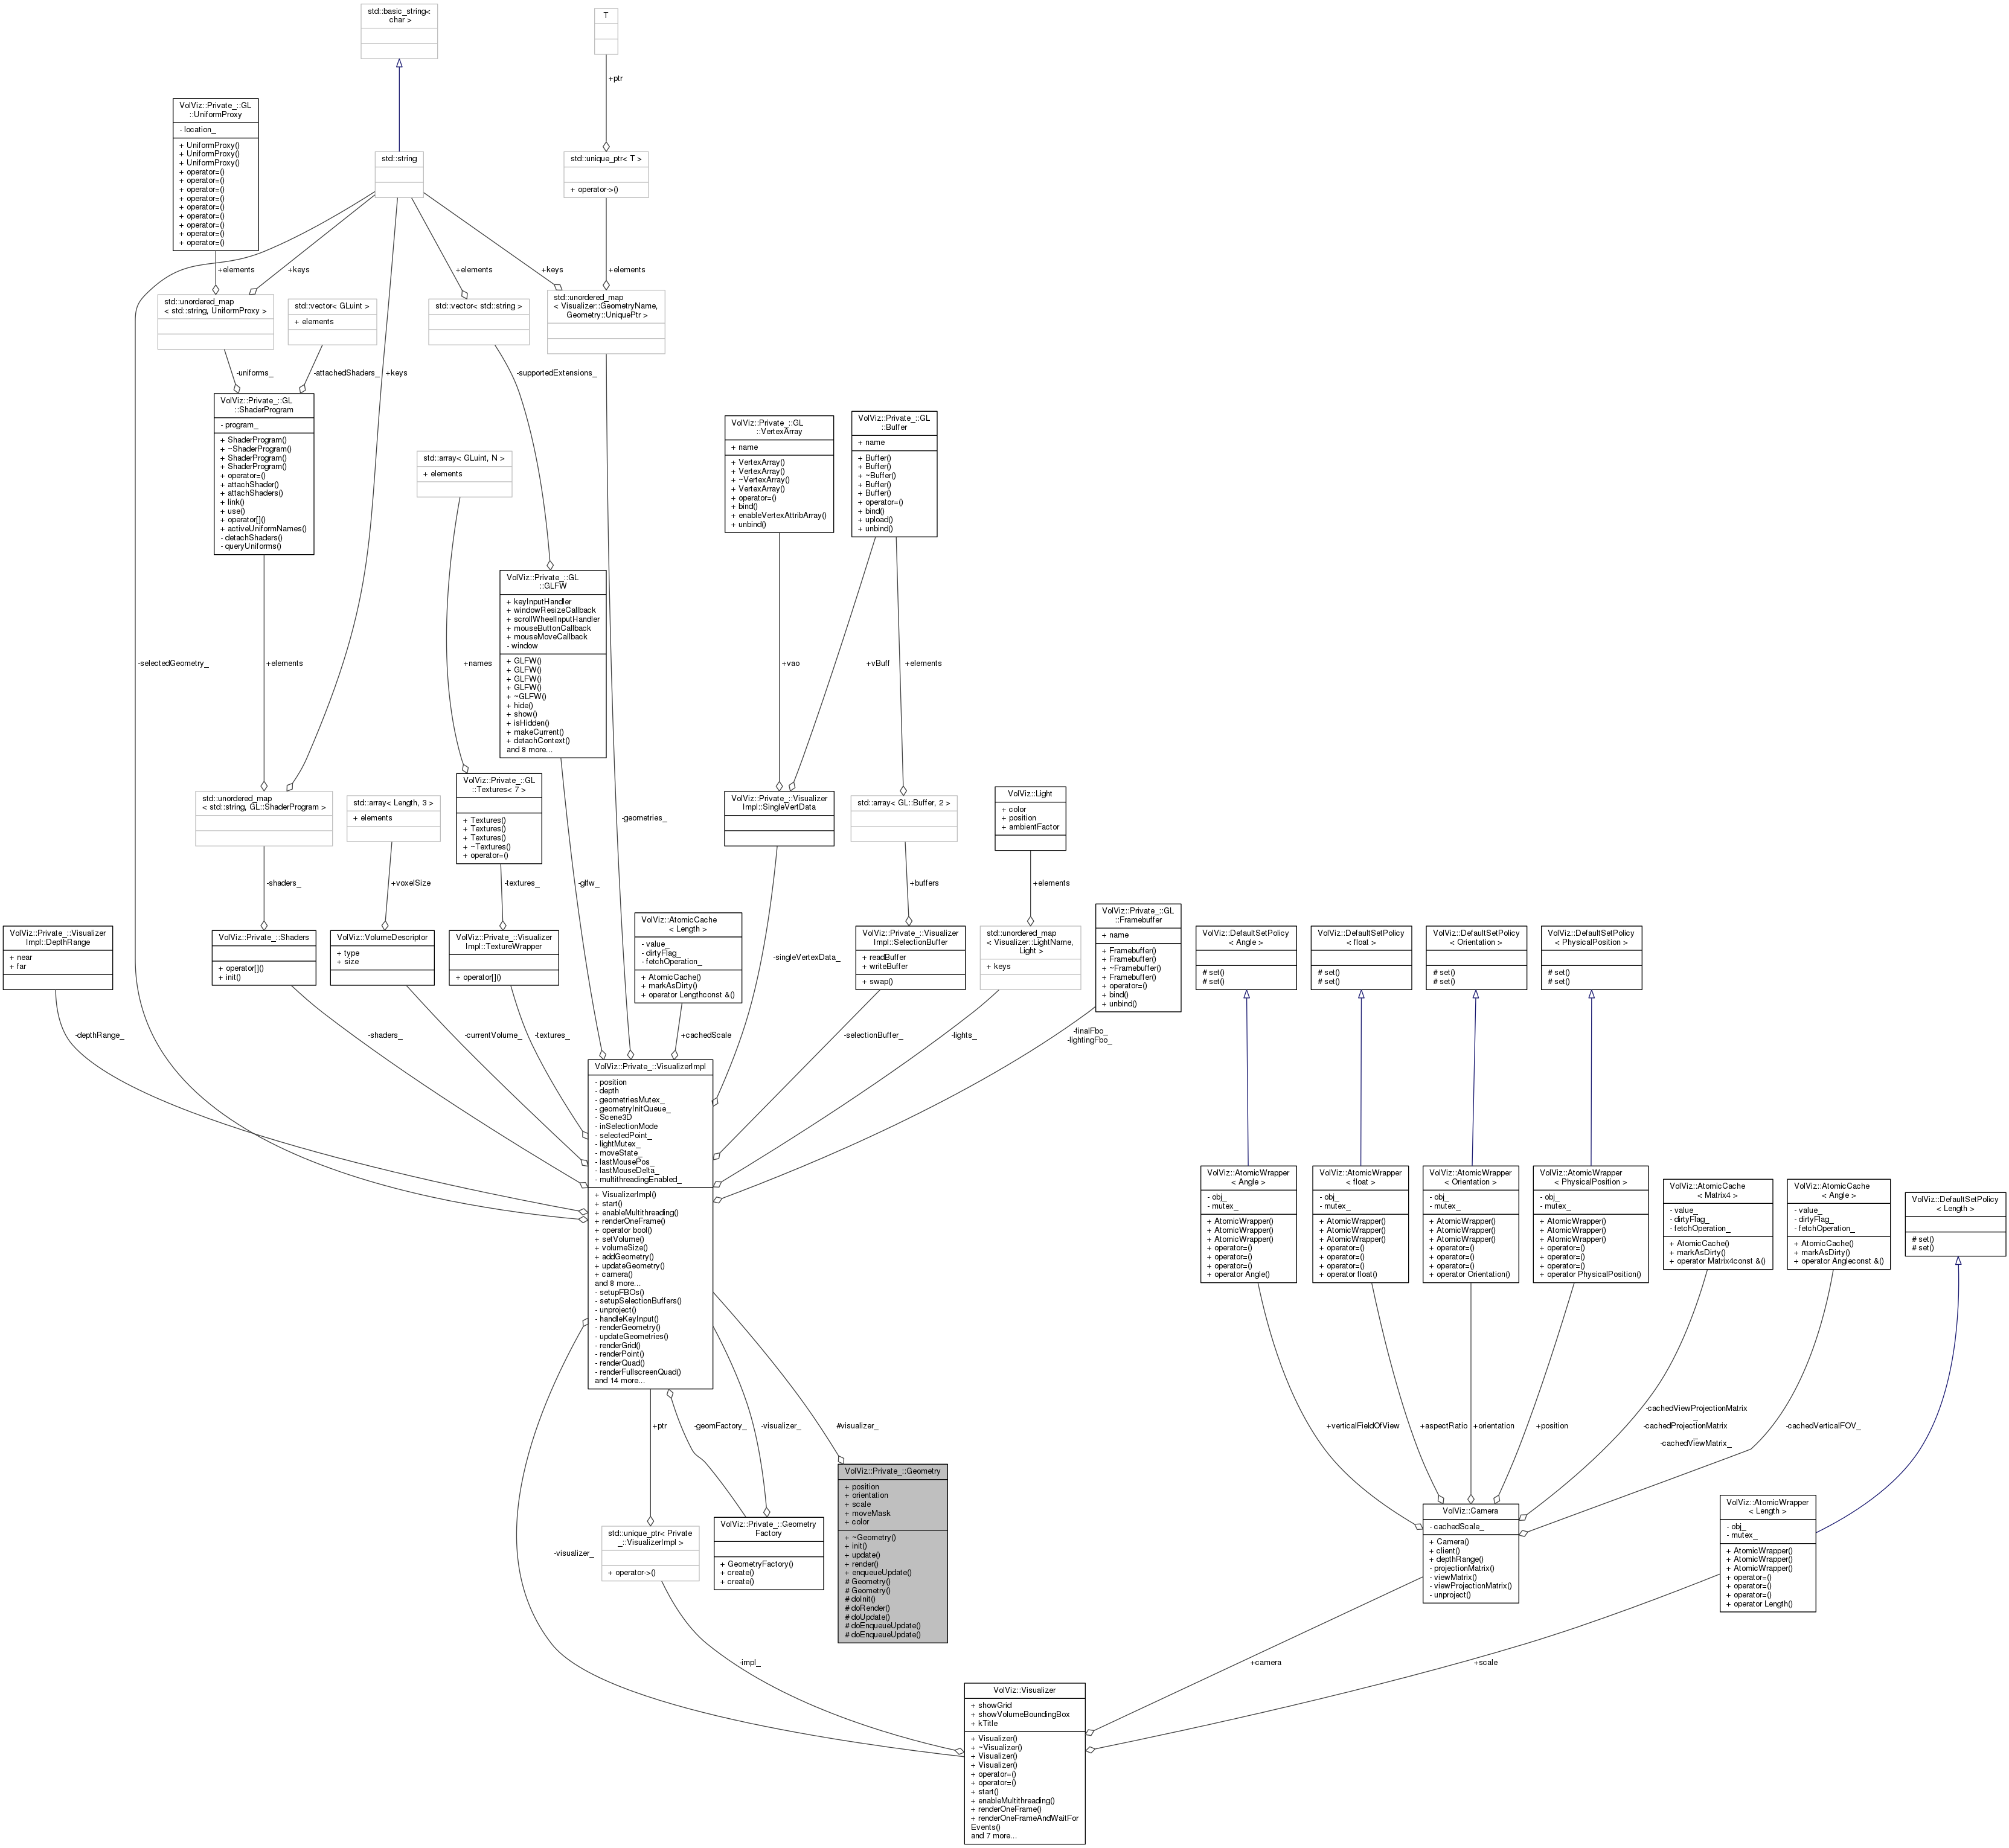 std::basic_string<
char >
T
+ptr
VolViz::Private_::GL
::UniformProxy
- location_
+ UniformProxy()
+ UniformProxy()
+ UniformProxy()
+ operator=()
+ operator=()
+ operator=()
+ operator=()
+ operator=()
+ operator=()
+ operator=()
+ operator=()
+ operator=()
std::string
std::unique_ptr< T >
+ operator->()
+elements
+keys
+elements
+keys
+elements
std::unordered_map
< std::string, UniformProxy >
std::vector< GLuint >
+ elements
std::vector< std::string >
std::unordered_map
< Visualizer::GeometryName,
Geometry::UniquePtr >
-uniforms_
-attachedShaders_
+keys
-supportedExtensions_
VolViz::Private_::GL
::ShaderProgram
- program_
+ ShaderProgram()
+ ~ShaderProgram()
+ ShaderProgram()
+ ShaderProgram()
+ operator=()
+ attachShader()
+ attachShaders()
+ link()
+ use()
+ operator[]()
+ activeUniformNames()
- detachShaders()
- queryUniforms()
std::array< GLuint, N >
+ elements
VolViz::Private_::GL
::VertexArray
+ name
+ VertexArray()
+ VertexArray()
+ ~VertexArray()
+ VertexArray()
+ operator=()
+ bind()
+ enableVertexAttribArray()
+ unbind()
VolViz::Private_::GL
::Buffer
+ name
+ Buffer()
+ Buffer()
+ ~Buffer()
+ Buffer()
+ Buffer()
+ operator=()
+ bind()
+ upload()
+ unbind()
VolViz::Private_::GL
::GLFW
+ keyInputHandler
+ windowResizeCallback
+ scrollWheelInputHandler
+ mouseButtonCallback
+ mouseMoveCallback
- window
+ GLFW()
+ GLFW()
+ GLFW()
+ GLFW()
+ ~GLFW()
+ hide()
+ show()
+ isHidden()
+ makeCurrent()
+ detachContext()
and 8 more...
-selectedGeometry_
+elements
+names
+vao
+vBuff
+elements
std::unordered_map
< std::string, GL::ShaderProgram >
std::array< Length, 3 >
+ elements
VolViz::Private_::GL
::Textures< 7 >
+ Textures()
+ Textures()
+ Textures()
+ ~Textures()
+ operator=()
-geometries_
VolViz::Private_::Visualizer
Impl::SingleVertData
std::array< GL::Buffer, 2 >
VolViz::Light
+ color
+ position
+ ambientFactor
-shaders_
+voxelSize
-textures_
-glfw_
+buffers
+elements
VolViz::Private_::Visualizer
Impl::DepthRange
+ near
+ far
VolViz::Private_::Shaders
+ operator[]()
+ init()
VolViz::VolumeDescriptor
+ type
+ size
VolViz::Private_::Visualizer
Impl::TextureWrapper
+ operator[]()
VolViz::AtomicCache
< Length >
- value_
- dirtyFlag_
- fetchOperation_
+ AtomicCache()
+ markAsDirty()
+ operator Lengthconst &()
-singleVertexData_
VolViz::Private_::Visualizer
Impl::SelectionBuffer
+ readBuffer
+ writeBuffer
+ swap()
std::unordered_map
< Visualizer::LightName,
Light >
+ keys
VolViz::Private_::GL
::Framebuffer
+ name
+ Framebuffer()
+ Framebuffer()
+ ~Framebuffer()
+ Framebuffer()
+ operator=()
+ bind()
+ unbind()
VolViz::DefaultSetPolicy
< Angle >
# set()
# set()
VolViz::DefaultSetPolicy
< float >
# set()
# set()
VolViz::DefaultSetPolicy
< Orientation >
# set()
# set()
VolViz::DefaultSetPolicy
< PhysicalPosition >
# set()
# set()
-depthRange_
-shaders_
-currentVolume_
-textures_
+cachedScale
-selectionBuffer_
-lights_
-finalFbo_
-lightingFbo_
VolViz::Private_::VisualizerImpl
- position
- depth
- geometriesMutex_
- geometryInitQueue_
- Scene3D
- inSelectionMode
- selectedPoint_
- lightMutex_
- moveState_
- lastMousePos_
- lastMouseDelta_
- multithreadingEnabled_
+ VisualizerImpl()
+ start()
+ enableMultithreading()
+ renderOneFrame()
+ operator bool()
+ setVolume()
+ volumeSize()
+ addGeometry()
+ updateGeometry()
+ camera()
and 8 more...
- setupFBOs()
- setupSelectionBuffers()
- unproject()
- handleKeyInput()
- renderGeometry()
- updateGeometries()
- renderGrid()
- renderPoint()
- renderQuad()
- renderFullscreenQuad()
and 14 more...
VolViz::AtomicWrapper
< Angle >
- obj_
- mutex_
+ AtomicWrapper()
+ AtomicWrapper()
+ AtomicWrapper()
+ operator=()
+ operator=()
+ operator=()
+ operator Angle()
VolViz::AtomicWrapper
< float >
- obj_
- mutex_
+ AtomicWrapper()
+ AtomicWrapper()
+ AtomicWrapper()
+ operator=()
+ operator=()
+ operator=()
+ operator float()
VolViz::AtomicWrapper
< Orientation >
- obj_
- mutex_
+ AtomicWrapper()
+ AtomicWrapper()
+ AtomicWrapper()
+ operator=()
+ operator=()
+ operator=()
+ operator Orientation()
VolViz::AtomicWrapper
< PhysicalPosition >
- obj_
- mutex_
+ AtomicWrapper()
+ AtomicWrapper()
+ AtomicWrapper()
+ operator=()
+ operator=()
+ operator=()
+ operator PhysicalPosition()
VolViz::AtomicCache
< Matrix4 >
- value_
- dirtyFlag_
- fetchOperation_
+ AtomicCache()
+ markAsDirty()
+ operator Matrix4const &()
VolViz::AtomicCache
< Angle >
- value_
- dirtyFlag_
- fetchOperation_
+ AtomicCache()
+ markAsDirty()
+ operator Angleconst &()
VolViz::DefaultSetPolicy
< Length >
# set()
# set()
+ptr
-geomFactory_
-visualizer_
#visualizer_
+verticalFieldOfView
+aspectRatio
+orientation
+position
-cachedViewProjectionMatrix
_
-cachedProjectionMatrix
_
-cachedViewMatrix_
-cachedVerticalFOV_
VolViz::Private_::Geometry
+ position
+ orientation
+ scale
+ moveMask
+ color
+ ~Geometry()
+ init()
+ update()
+ render()
+ enqueueUpdate()
# Geometry()
# Geometry()
# doInit()
# doRender()
# doUpdate()
# doEnqueueUpdate()
# doEnqueueUpdate()
-visualizer_
std::unique_ptr< Private
_::VisualizerImpl >
+ operator->()
VolViz::Private_::Geometry
Factory
+ GeometryFactory()
+ create()
+ create()
VolViz::Camera
- cachedScale_
+ Camera()
+ client()
+ depthRange()
- projectionMatrix()
- viewMatrix()
- viewProjectionMatrix()
- unproject()
VolViz::AtomicWrapper
< Length >
- obj_
- mutex_
+ AtomicWrapper()
+ AtomicWrapper()
+ AtomicWrapper()
+ operator=()
+ operator=()
+ operator=()
+ operator Length()
-impl_
+camera
+scale
VolViz::Visualizer
+ showGrid
+ showVolumeBoundingBox
+ kTitle
+ Visualizer()
+ ~Visualizer()
+ Visualizer()
+ Visualizer()
+ operator=()
+ operator=()
+ start()
+ enableMultithreading()
+ renderOneFrame()
+ renderOneFrameAndWaitFor
Events()
and 7 more...